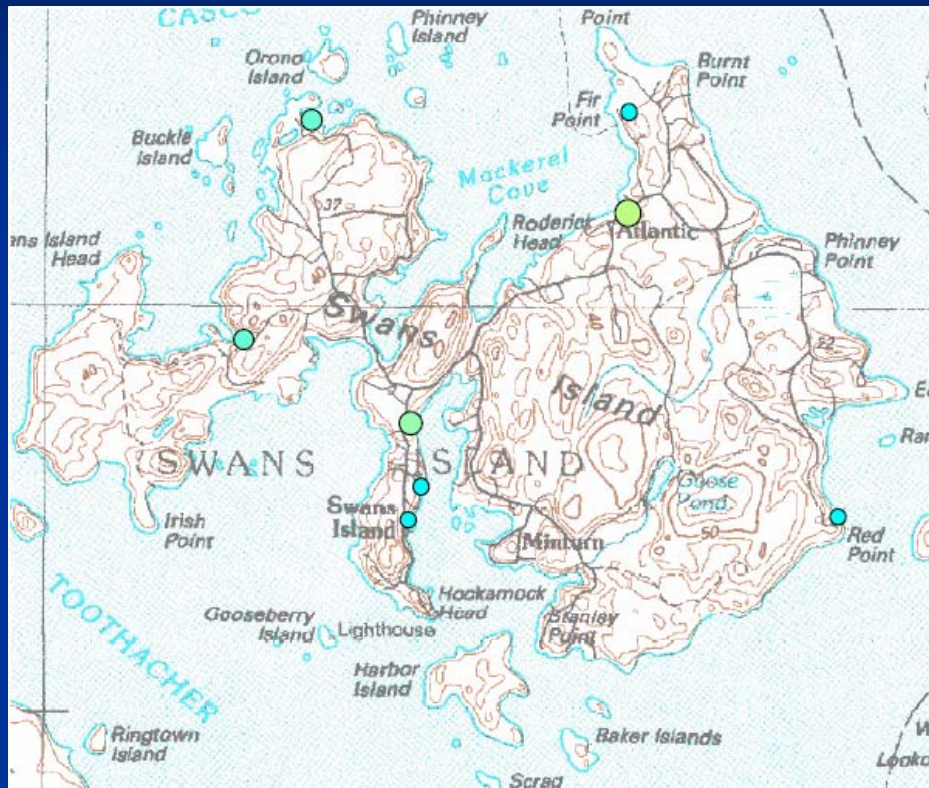 CASCO
Phinney
Island
Point
Orono
Island
Burnt
Point
Fir
Point
Buckle
Island
Mackerel
Cove
37
Roderick
Head
Atlantic
ans Island
Head
Phinney
Point
Swans
Island
40
40
22
SWANS ISLAND
Goose
Pond
Irish
Point
Swans
Island
Minturn
50
Red
Point
TOOTHACHER
Hockamock
Head
Gooseberry
Island
Lighthouse
Stanley
Point
Harbor
Island
Ringtown
Island
Baker Islands
Scrag